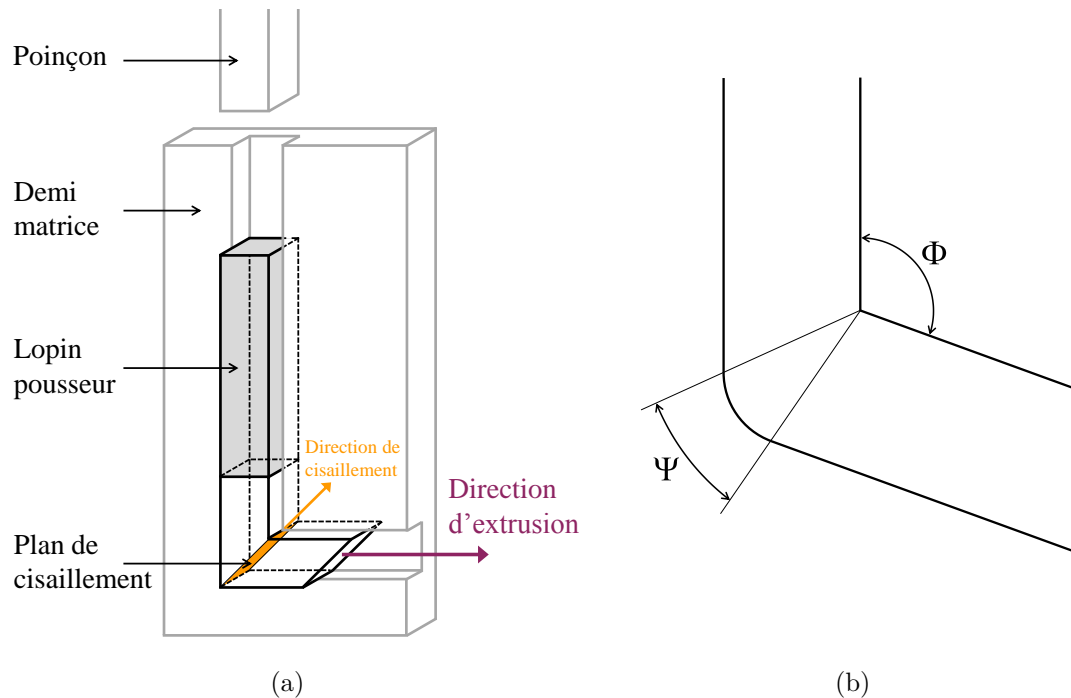 Poinçon
Demi
matrice
Lopin
pousseur
Direction de
cisaillement
Direction
d’extrusion
Plan de
cisaillement
Φ
Ψ
(a)
(b)